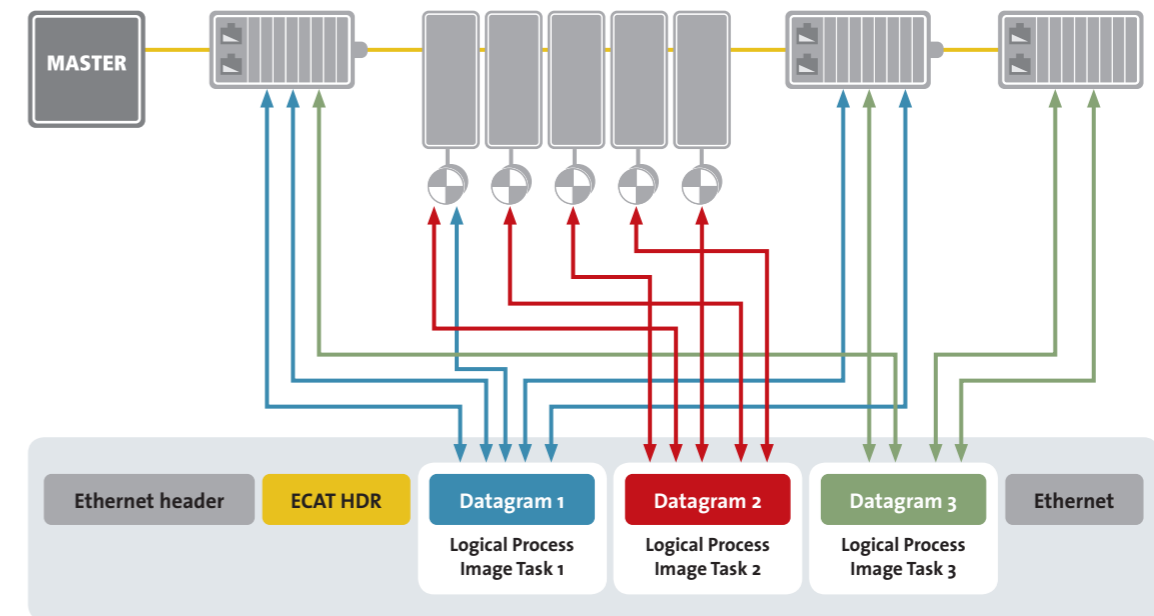 MASTER
Ethernet header
ECAT HDR
Datagram 1
Datagram 2
Datagram 3
Ethernet
Logical Process
Image Task 1
Logical Process
Image Task 2
Logical Process
Image Task 3